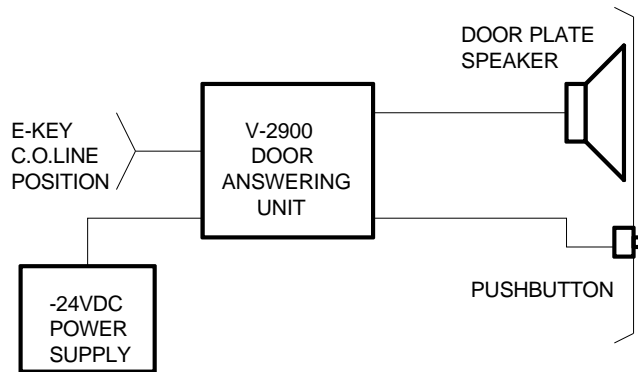 DOOR PLATE
SPEAKER
E-KEY
C.O.LINE
POSITION
V-2900
DOOR
ANSWERING
UNIT
PUSHBUTTON
-24VDC
POWER
SUPPLY